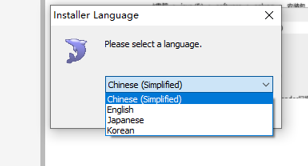 Installer Language
Please select a language.
Chinese (Simplified)
Chinese (Simplified)
English
Japanese
Korean